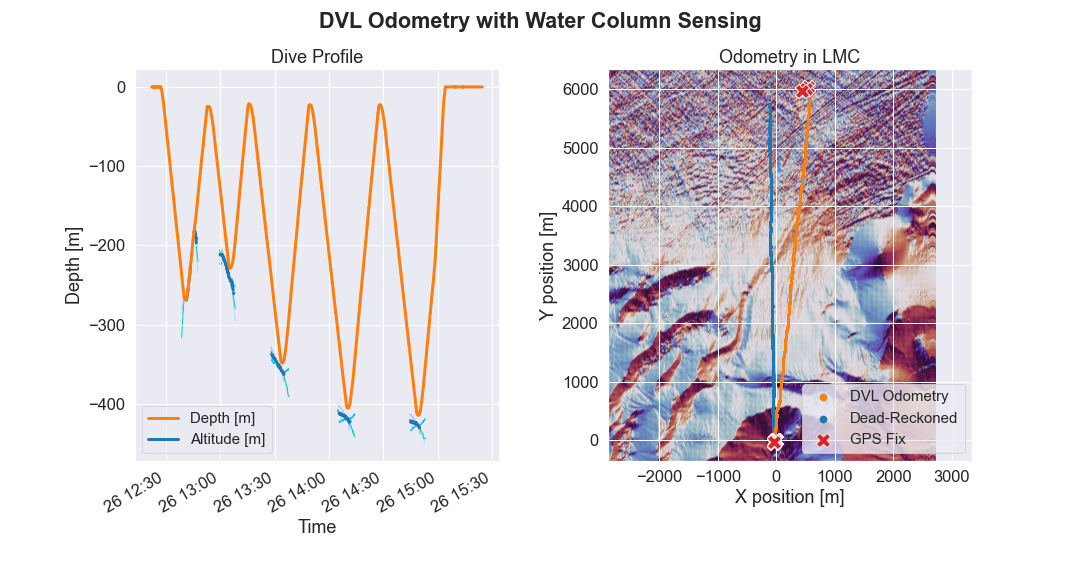 DVL Odometry with Water Column Sensing
Dive Profile
Depth [m]
0
−100
−200
−300
−400
Depth [m]
Altitude [m]
26 12:30
26 13:00
26 13:30
26 14:00
26 14:30
26 15:00
26 15:30
Time
Odometry in LMC
Y position [m]
6000
5000
4000
3000
2000
1000
0
DVL Odometry
Dead-Reckoned
GPS Fix
−2000
−1000
0
1000
2000
3000
X position [m]